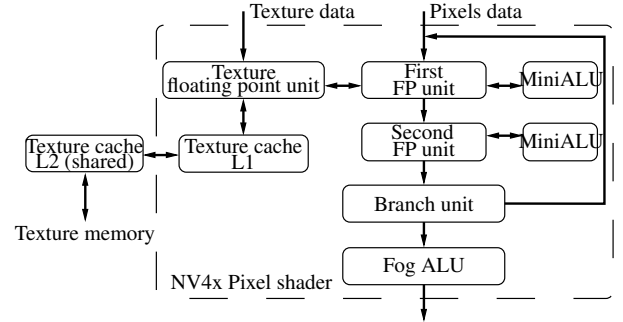 Texture data
Pixels data
Texture
floating point unit
First
FP unit
MiniALU
Second
FP unit
MiniALU
Texture cache
L2 (shared)
Texture cache
L1
Branch unit
Texture memory
Fog ALU
NV4x Pixel shader